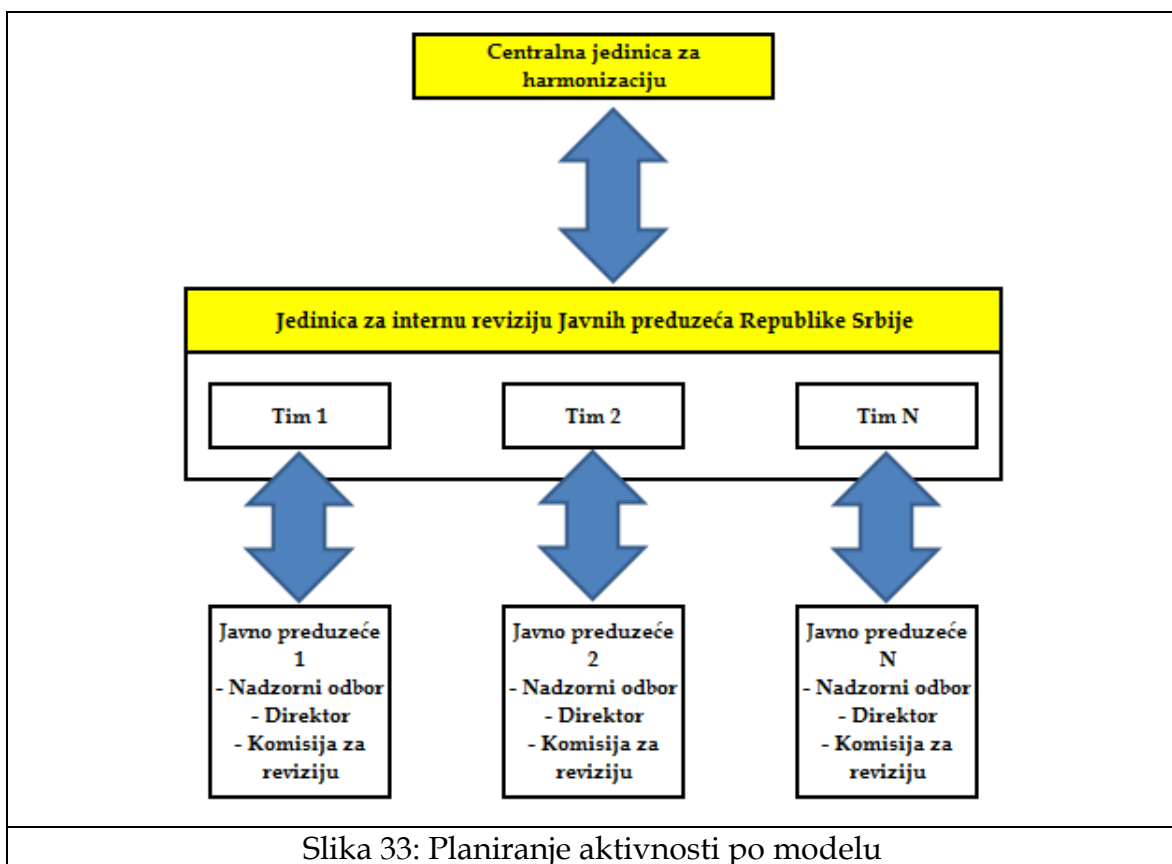 Centralna jedinica za
harmonizaciju
Jedinica za internu reviziju Javnih preduzeća Republike Srbije
Tim 1
Tim 2
Tim N
Javno preduzeće
1
- Nadzorni odbor
- Direktor
- Komisija za
reviziju
Javno preduzeće
2
- Nadzorni odbor
- Direktor
- Komisija za
reviziju
Javno preduzeće
N
- Nadzorni odbor
- Direktor
- Komisija za
reviziju
Slika 33: Planiranje aktivnosti po modelu